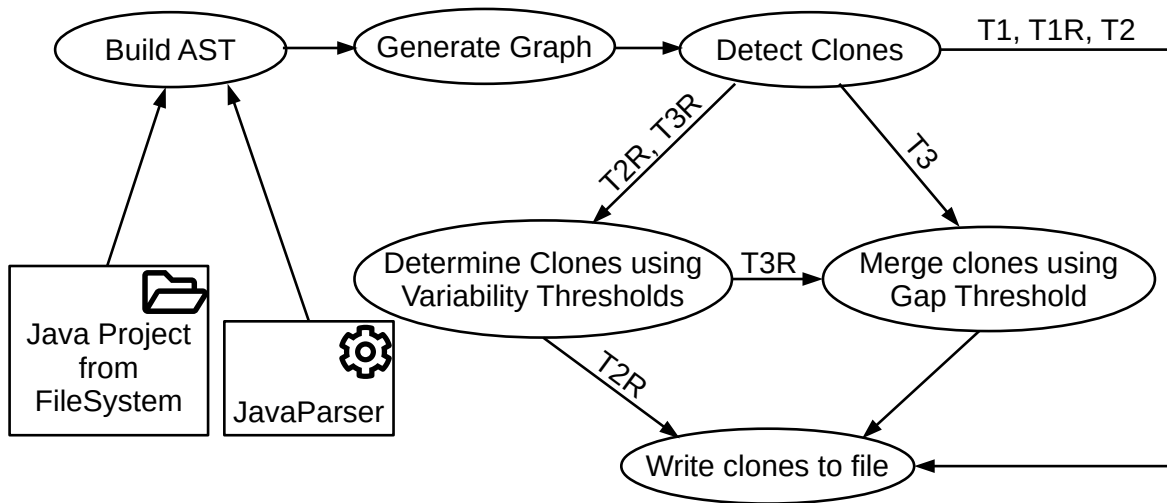 Build AST
Generate Graph
Detect Clones
T1, T1R, T2
T2R, T3R
T3
Determine Clones using
Variability Thresholds
T3R
Merge clones using
Gap Threshold
Java Project
from
FileSystem
JavaParser
T2R
Write clones to file